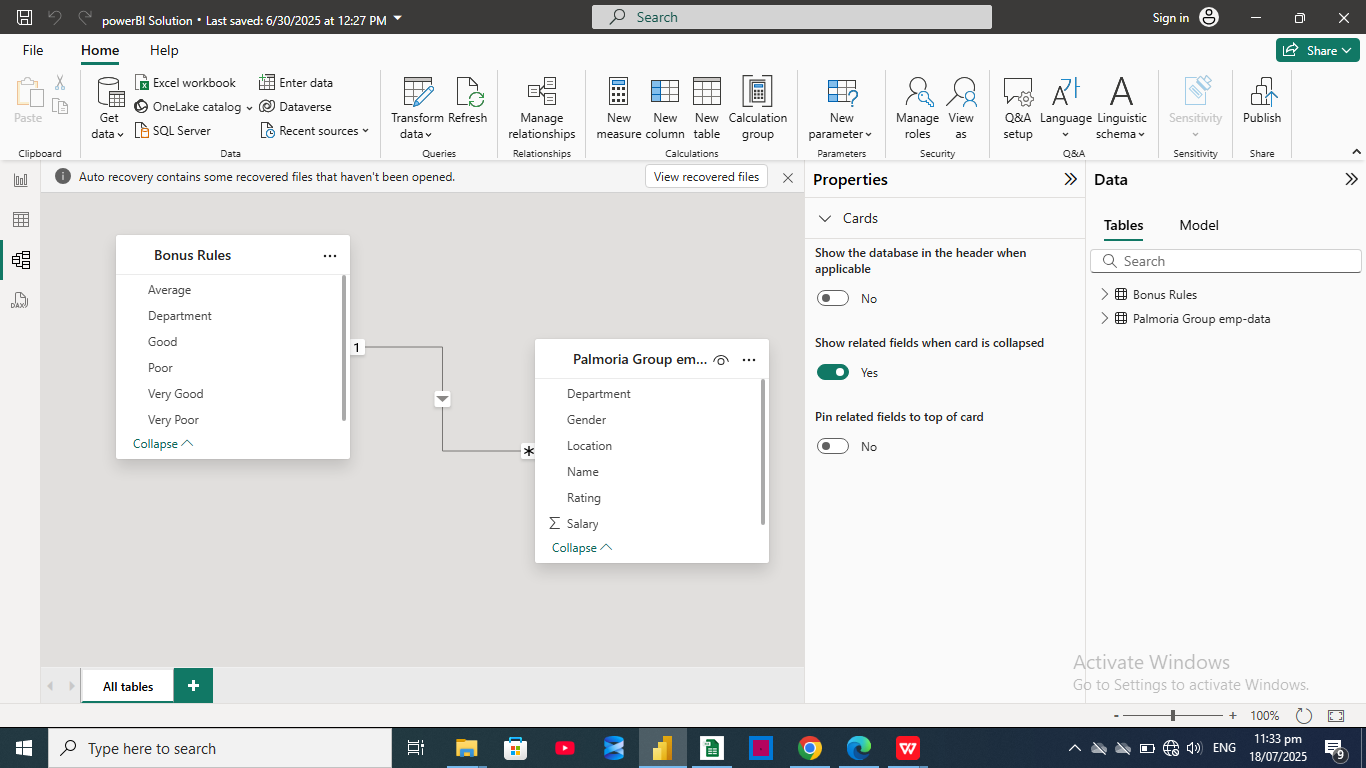 powerBI Solution • Last saved: 6/30/2025 at 12:27 PM
Search
Sign in
File
Home
Help
Share
Paste
Get data
Excel workbook
OneLake catalog
SQL Server
Enter data
Dataverse
Recent sources
Transform data
Refresh
Manage relationships
New measure
New column
New table
Calculation group
New parameter
Manage roles
View as
Q&A setup
Language
Linguistic schema
Sensitivity
Publish
Clipboard
Data
Queries
Relationships
Calculations
Parameters
Security
Q&A
Sensitivity
Share
Auto recovery contains some recovered files that haven't been opened.
View recovered files
DAX
Bonus Rules
Average
Department
Good
Poor
Very Good
Very Poor
Collapse
1
*
Palmoria Group em...
Department
Gender
Location
Name
Rating
∑ Salary
Collapse
All tables
+
Properties
Cards
Show the database in the header when
applicable
No
Show related fields when card is collapsed
Yes
Pin related fields to top of card
No
Data
Tables
Model
Search
Bonus Rules
Palmoria Group emp-data
Activate Windows
Go to Settings to activate Windows.
- + 100%
Type here to search
W
ENG
11:33 pm
18/07/2025
9